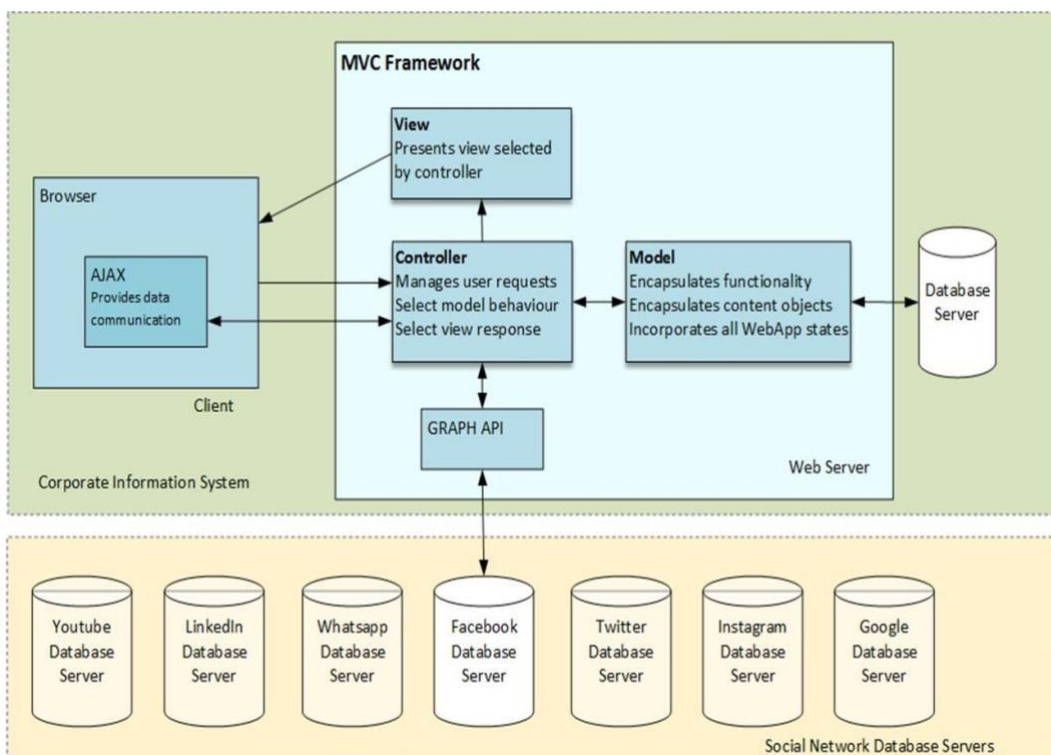 MVC Framework
View
Presents view selected
by controller
Browser
AJAX
Provides data
communication
Client
Controller
Manages user requests
Select model behaviour
Select view response
Model
Encapsulates functionality
Encapsulates content objects
Incorporates all WebApp states
Database
Server
GRAPH API
Web Server
Corporate Information System
Youtube
Database
Server
LinkedIn
Database
Server
Whatsapp
Database
Server
Facebook
Database
Server
Twitter
Database
Server
Instagram
Database
Server
Google
Database
Server
Social Network Database Servers